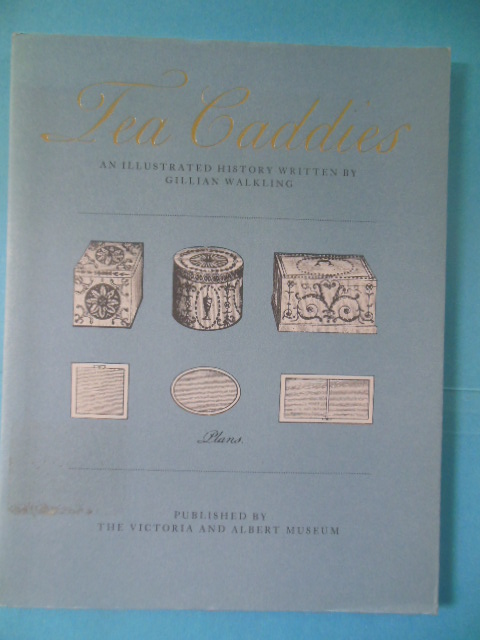 Tea Caddies
AN ILLUSTRATED HISTORY WRITTEN BY
GILLIAN WALKLING
Plans.
PUBLISHED BY
THE VICTORIA AND ALBERT MUSEUM